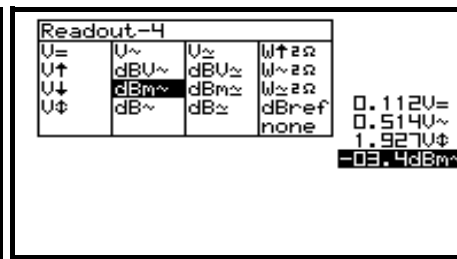 Readout-4
V= V~ V≃ W↑2Ω
V↑ dBV~ dBV≃ W~2Ω
V↓ dBm~ dBm≃ W≃2Ω
V⇕ dB~ dB≃ dBref
none
0.112V=
0.514V~
1.927V⇕
-03.4dBm~